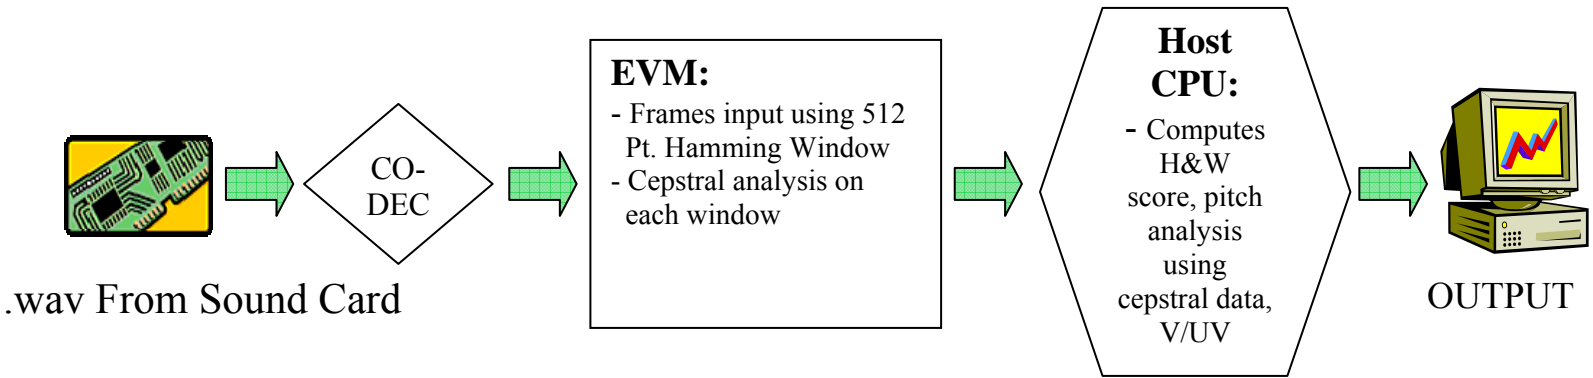 .wav From Sound Card
CO-
DEC
EVM:
- Frames input using 512
Pt. Hamming Window
- Cepstral analysis on
each window
Host
CPU:
- Computes
H&W
score, pitch
analysis
using
cepstral data,
V/UV
OUTPUT